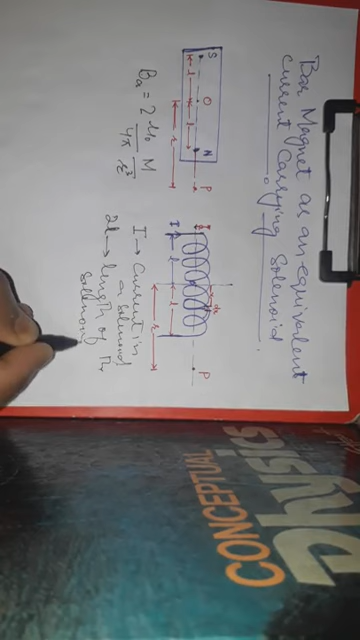 Bar Magnet as an equivalent
current carrying Solenoid.
S O N P
l l
r
Ba = 2 μ0 M
4π r³
I dx P
I l l
r
I → Current in
a solenoid
2l → length of the
Solenoid
CONCEPTUAL
PHYSICS